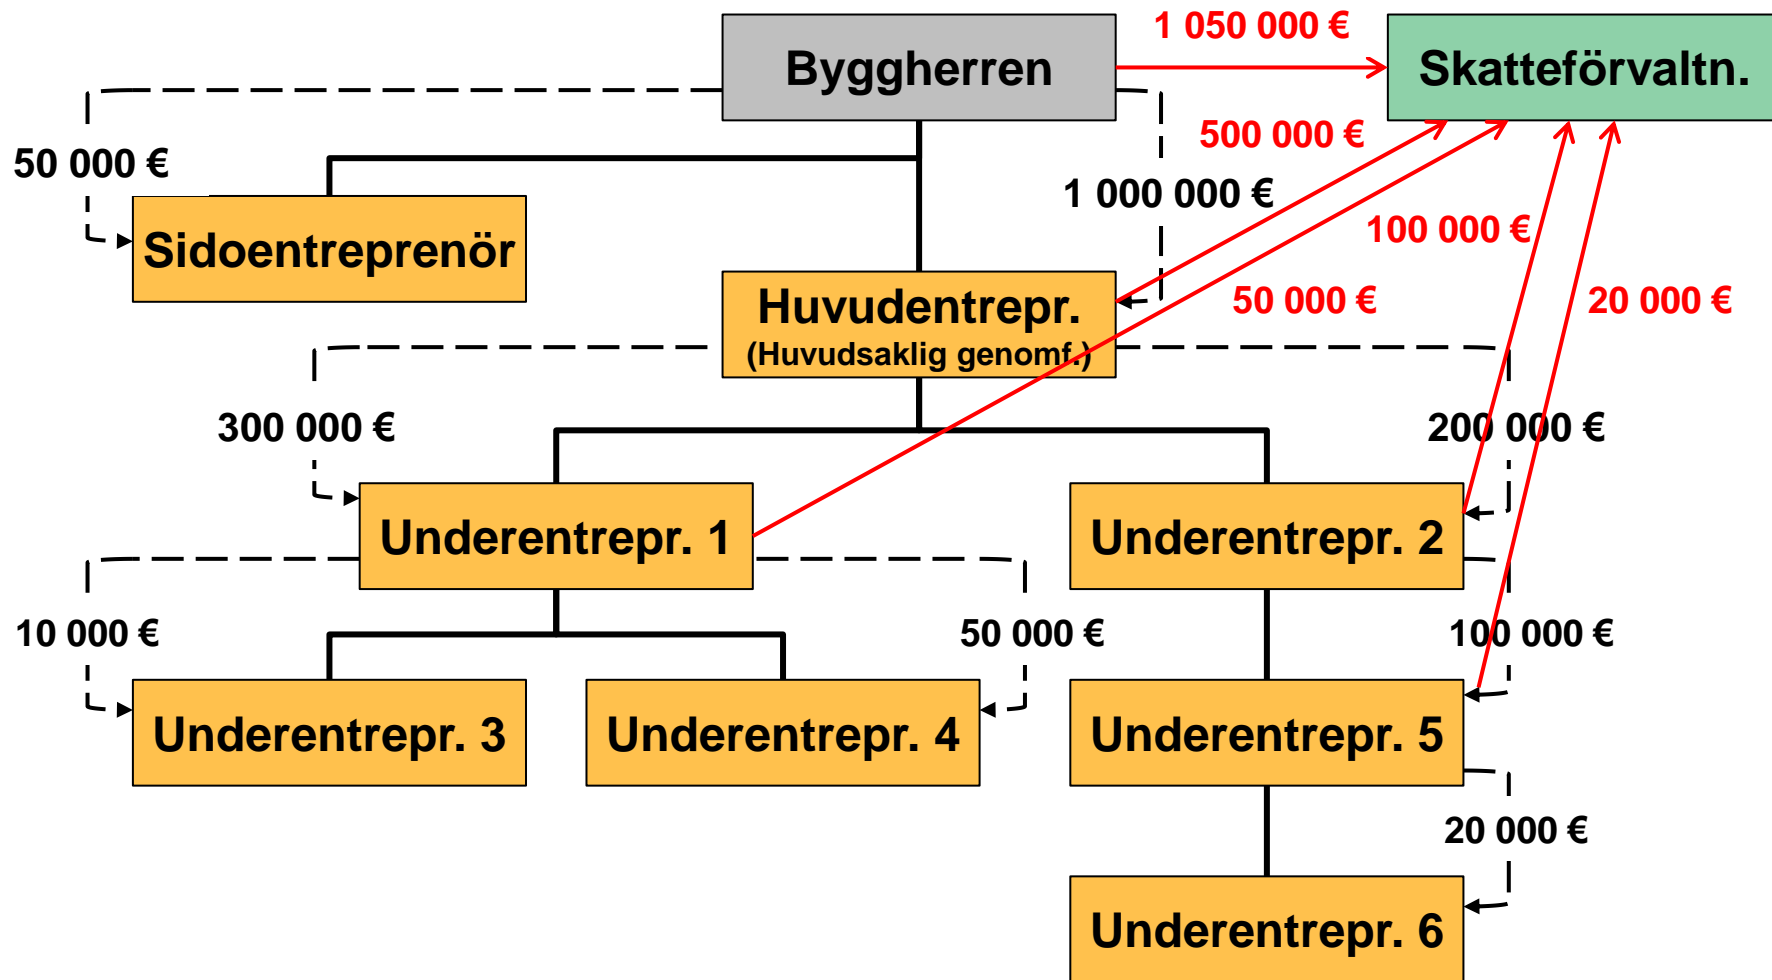 1 050 000 €
Byggherren
Skatteförvaltn.
500 000 €
50 000 €
1 000 000 €
Sidoentreprenör
100 000 €
Huvudentrepr.
(Huvudsaklig genomf.)
50 000 €
20 000 €
300 000 €
200 000 €
Underentrepr. 1
Underentrepr. 2
10 000 €
50 000 €
100 000 €
Underentrepr. 3
Underentrepr. 4
Underentrepr. 5
20 000 €
Underentrepr. 6